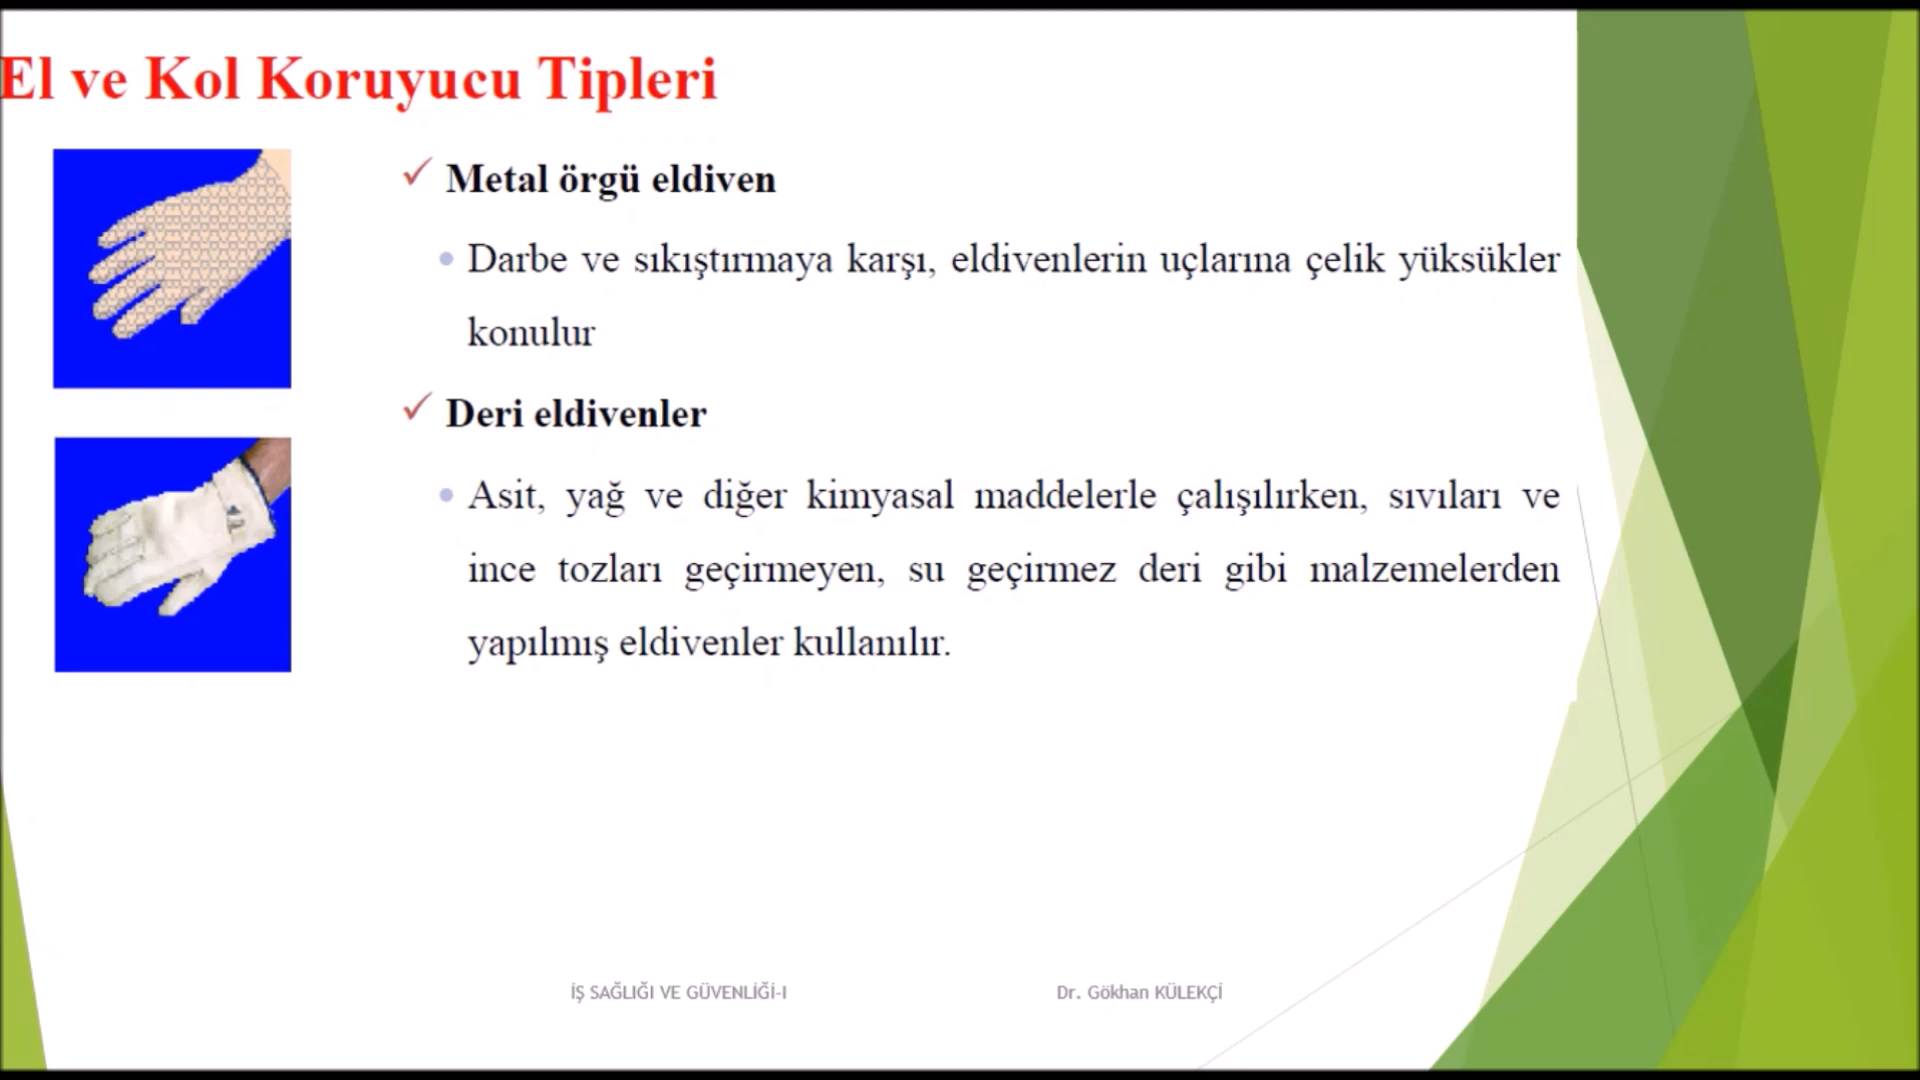 El ve Kol Koruyucu Tipleri
✓ Metal örgü eldiven
• Darbe ve sıkıştırmaya karşı, eldivenlerin uçlarına çelik yüksükler
konulur
✓ Deri eldivenler
• Asit, yağ ve diğer kimyasal maddelerle çalışılırken, sıvıları ve
ince tozları geçirmeyen, su geçirmez deri gibi malzemelerden
yapılmış eldivenler kullanılır.
İŞ SAĞLIĞI VE GÜVENLİĞİ-I Dr. Gökhan KÜLEKÇİ